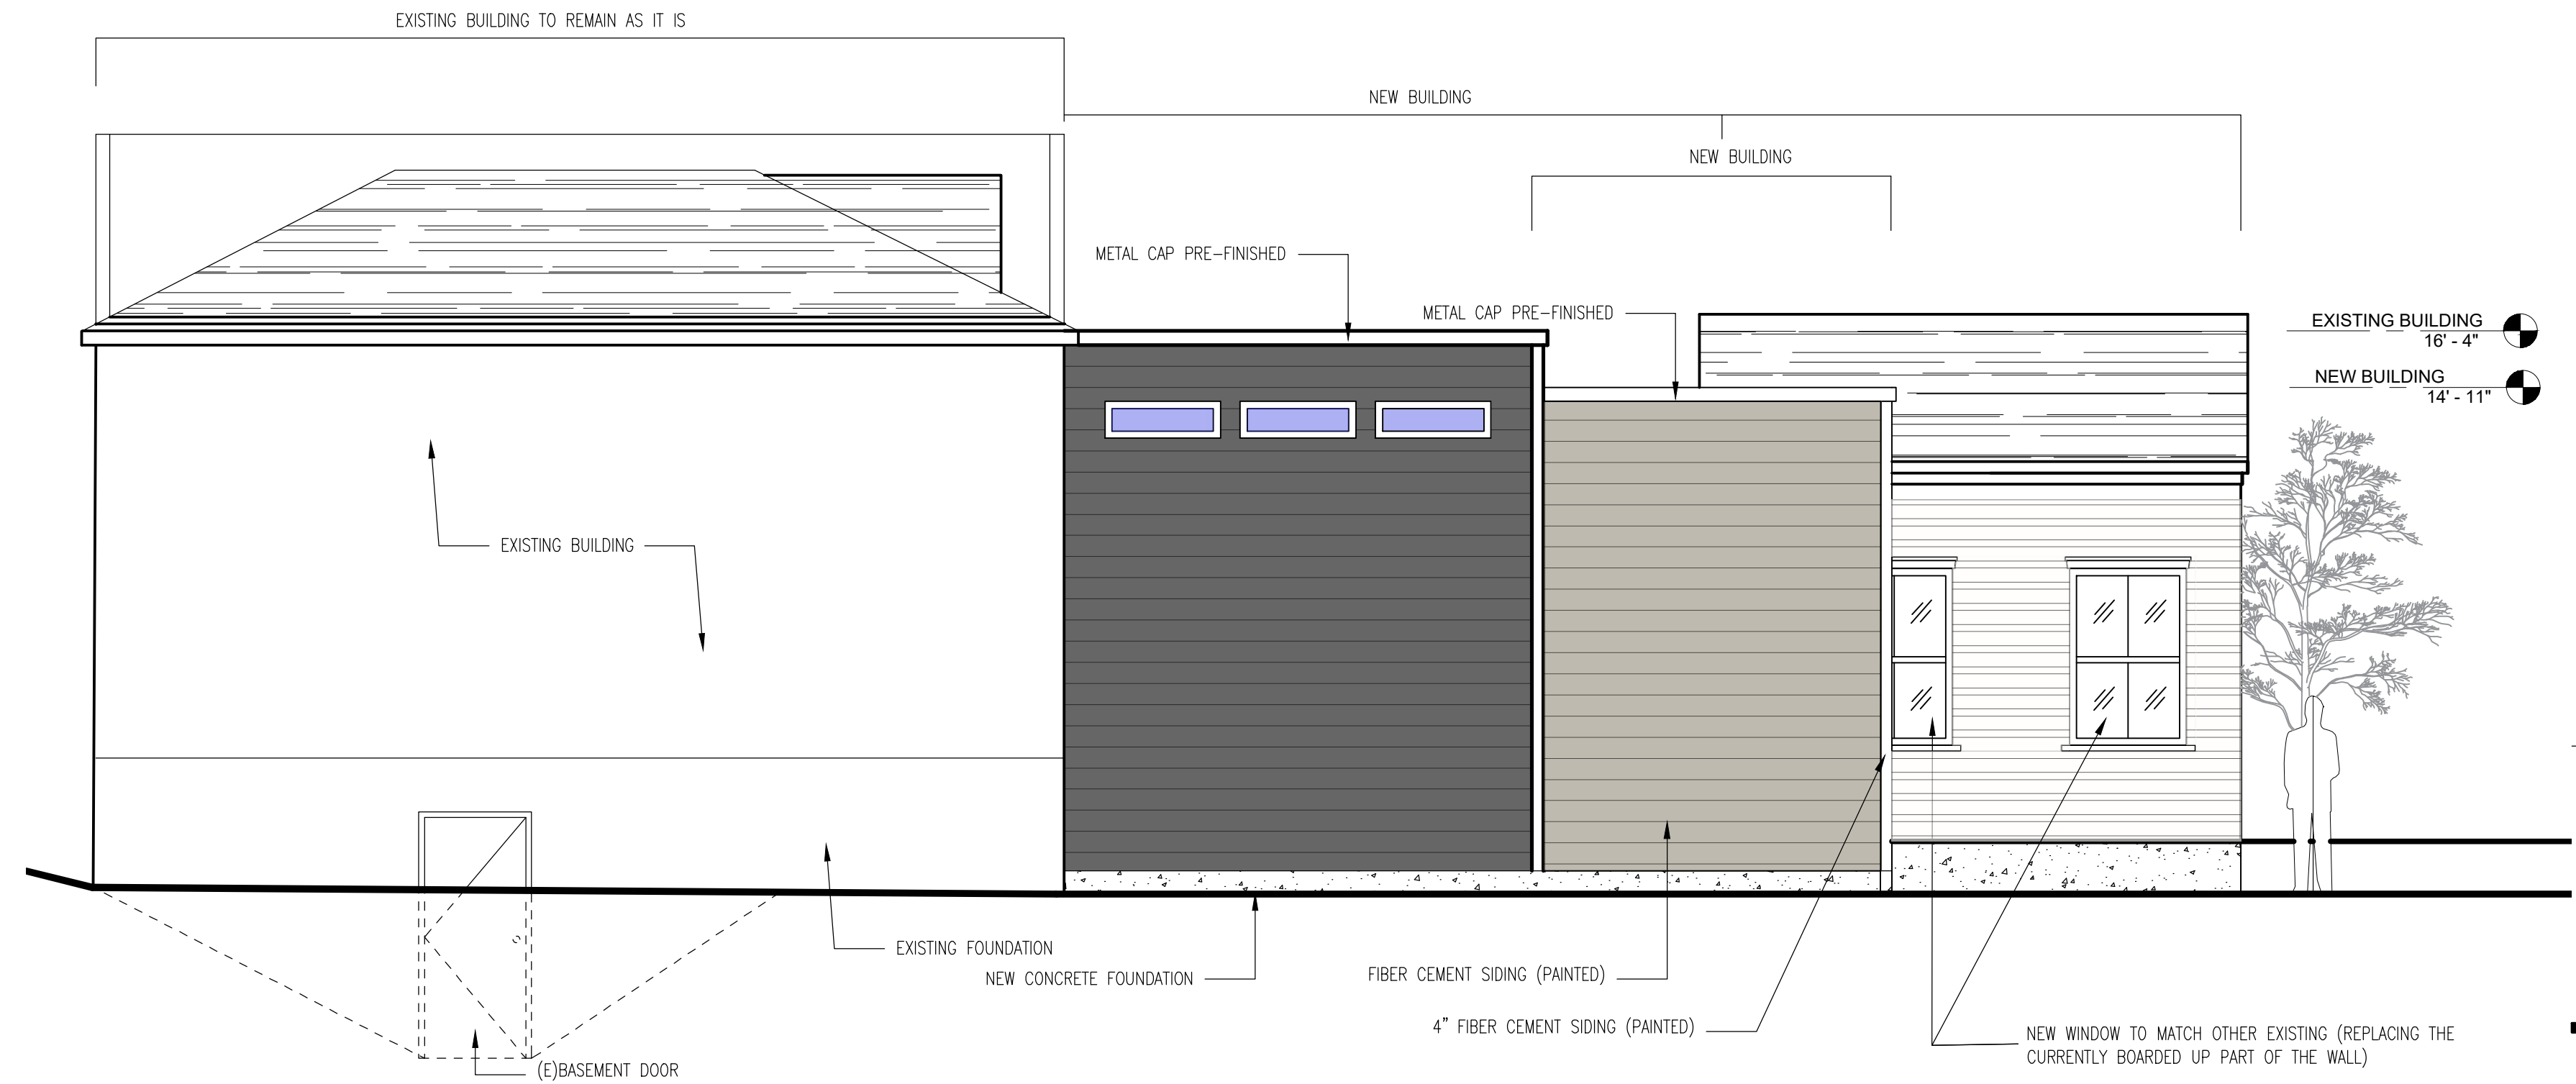 EXISTING BUILDING TO REMAIN AS IT IS
NEW BUILDING
NEW BUILDING
METAL CAP PRE-FINISHED
METAL CAP PRE-FINISHED
EXISTING BUILDING
16' - 4"
NEW BUILDING
14' - 11"
EXISTING BUILDING
EXISTING FOUNDATION
NEW CONCRETE FOUNDATION
FIBER CEMENT SIDING (PAINTED)
4" FIBER CEMENT SIDING (PAINTED)
NEW WINDOW TO MATCH OTHER EXISTING (REPLACING THE
CURRENTLY BOARDED UP PART OF THE WALL)
(E)BASEMENT DOOR